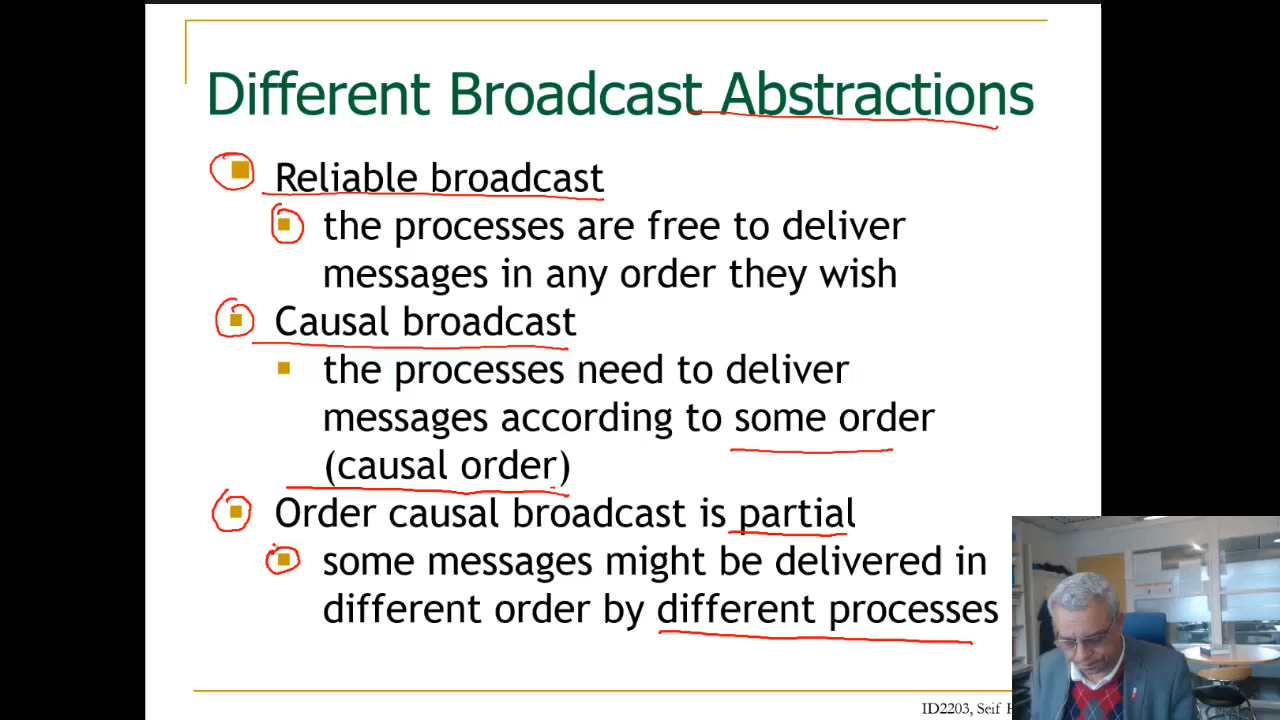 Different Broadcast Abstractions
Reliable broadcast
the processes are free to deliver
messages in any order they wish
Causal broadcast
the processes need to deliver
messages according to some order
(causal order)
Order causal broadcast is partial
some messages might be delivered in
different order by different processes
ID2203, Seif